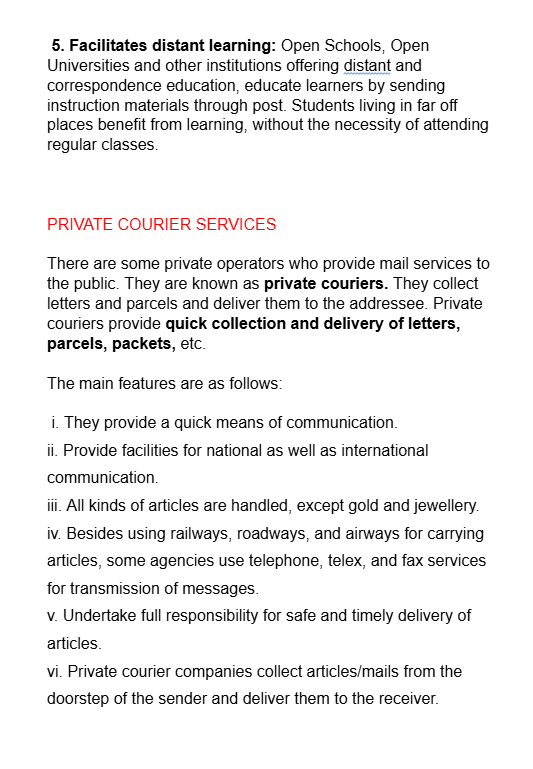 5. Facilitates distant learning: Open Schools, Open
Universities and other institutions offering distant and
correspondence education, educate learners by sending
instruction materials through post. Students living in far off
places benefit from learning, without the necessity of attending
regular classes.
PRIVATE COURIER SERVICES
There are some private operators who provide mail services to
the public. They are known as private couriers. They collect
letters and parcels and deliver them to the addressee. Private
couriers provide quick collection and delivery of letters,
parcels, packets, etc.
The main features are as follows:
i. They provide a quick means of communication.
ii. Provide facilities for national as well as international
communication.
iii. All kinds of articles are handled, except gold and jewellery.
iv. Besides using railways, roadways, and airways for carrying
articles, some agencies use telephone, telex, and fax services
for transmission of messages.
v. Undertake full responsibility for safe and timely delivery of
articles.
vi. Private courier companies collect articles/mails from the
doorstep of the sender and deliver them to the receiver.